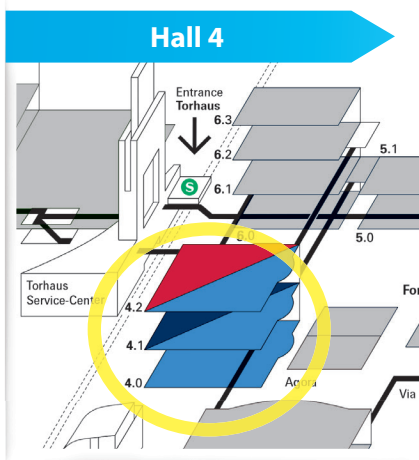 Hall 4
Entrance
Torhaus
6.3
6.2
5.1
6.1
S
6.0
5.0
Torhaus
Service-Center
For
4.2
4.1
4.0
Agora
Via